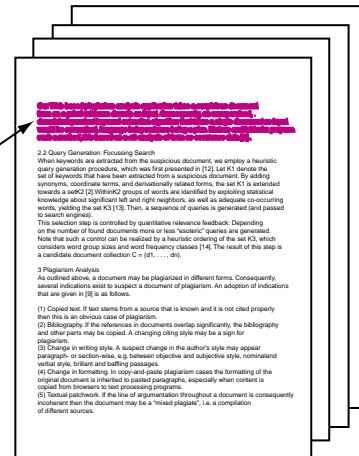 2.2 Query Generation: Focussing Search
When keywords are extracted from the suspicious document, we employ a heuristic
query generation procedure, which was first presented in [12]. Let K1 denote the
set of keywords that have been extracted from a suspicious document. By adding
synonyms, coordinate terms, and derivationally related forms, the set K1 is extended
towards a setK2 [2].WithinK2 groups of words are identified by exploiting statistical
knowledge about significant left and right neighbors, as well as adequate co-occurring
words, yielding the set K3 [13]. Then, a sequence of queries is generated (and passed
to search engines).
This selection step is controlled by quantitative relevance feedback: Depending
on the number of found documents more or less "esoteric" queries are generated.
Note that such a control can be realized by a heuristic ordering of the set K3, which
considers word group sizes and word frequency classes [14]. The result of this step is
a candidate document collection C = {d1, . . . , dn}.
3 Plagiarism Analysis
As outlined above, a document may be plagiarized in different forms. Consequently,
several indications exist to suspect a document of plagiarism. An adoption of indications
that are given in [9] is as follows.
(1) Copied text. If text stems from a source that is known and it is not cited properly
then this is an obvious case of plagiarism.
(2) Bibliography. If the references in documents overlap significantly, the bibliography
and other parts may be copied. A changing citing style may be a sign for
plagiarism.
(3) Change in writing style. A suspect change in the author's style may appear
paragraph- or section-wise, e.g. between objective and subjective style, nominaland
verbal style, brillant and baffling passages.
(4) Change in formatting. In copy-and-paste plagiarism cases the formatting of the
original document is inherited to pasted paragraphs, especially when content is
copied from browsers to text processing programs.
(5) Textual patchwork. If the line of argumentation throughout a document is consequently
incoherent then the document may be a "mixed plagiate", i.e. a compilation
of different sources.